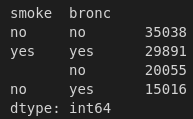 smoke  bronc
no     no       35038
yes    yes      29891
       no       20055
no     yes      15016
dtype: int64